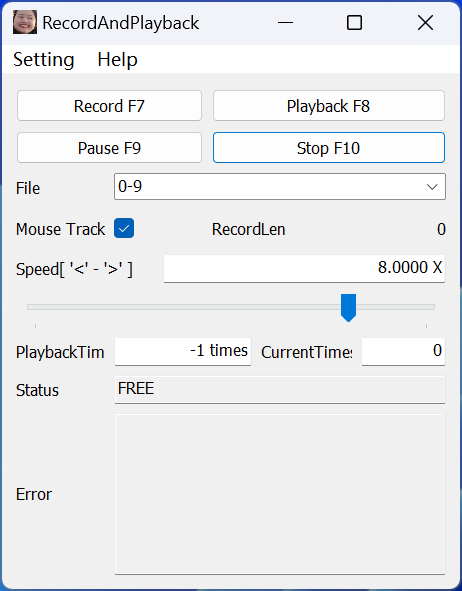 RecordAndPlayback
Setting Help
Record F7 Playback F8
Pause F9 Stop F10
File 0-9
Mouse Track RecordLen 0
Speed[ '<' - '>' ] 8.0000 X
PlaybackTim -1 times CurrentTimes 0
Status FREE
Error